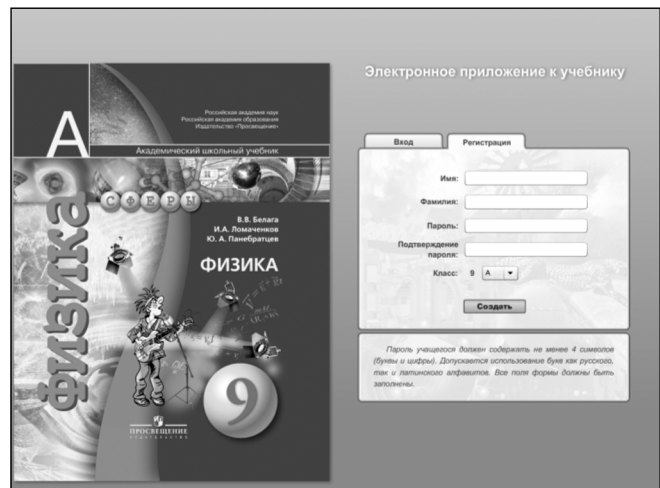 А
Российская академия наук
Российская академия образования
Издательство «Просвещение»
Академический школьный учебник
СФЕРЫ
физика
В.В. Белага
И.А. Ломаченков
Ю. А. Панебратцев
ФИЗИКА
9
ПРОСВЕЩЕНИЕ
ИЗДАТЕЛЬСТВО
Электронное приложение к учебнику
Вход
Регистрация
Имя:
Фамилия:
Пароль:
Подтверждение
пароля:
Класс: 9 А
Создать
Пароль учащегося должен содержать не менее 4 символов
(буквы и цифры). Допускается использование букв как русского,
так и латинского алфавитов. Все поля формы должны быть
заполнены.